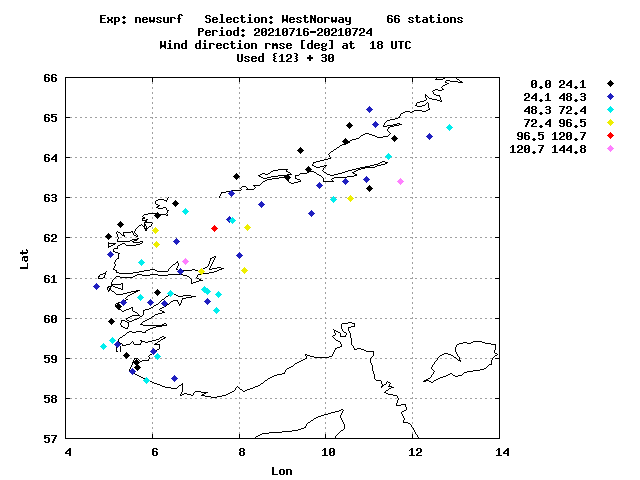 Exp: newsurf   Selection: WestNorway     66 stations
Period: 20210716-20210724
Wind direction rmse [deg] at  18 UTC
Used {12} + 30
0.0 24.1
24.1 48.3
48.3 72.4
72.4 96.5
96.5 120.7
120.7 144.8
66
65
64
63
62
61
60
59
58
57
Lat
4 6 8 10 12 14
Lon